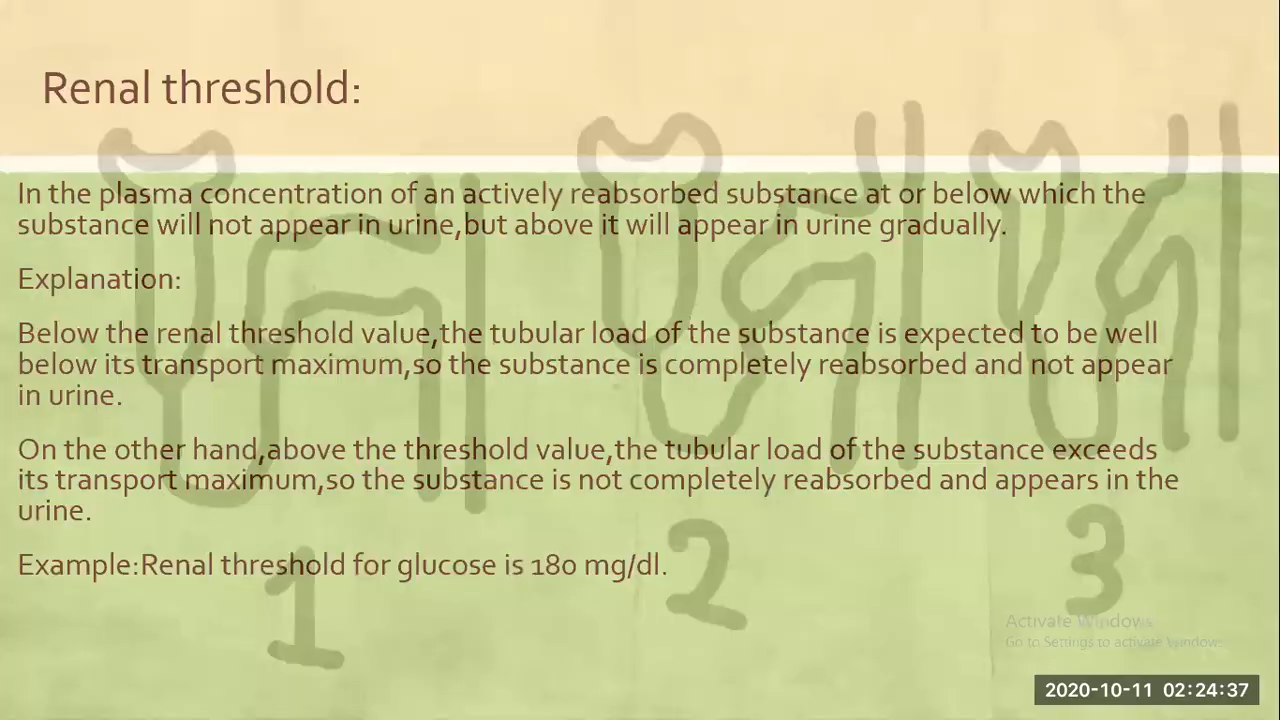 Renal threshold:
In the plasma concentration of an actively reabsorbed substance at or below which the
substance will not appear in urine,but above it will appear in urine gradually.
Explanation:
Below the renal threshold value,the tubular load of the substance is expected to be well
below its transport maximum,so the substance is completely reabsorbed and not appear
in urine.
On the other hand,above the threshold value,the tubular load of the substance exceeds
its transport maximum,so the substance is not completely reabsorbed and appears in the
urine.
Example:Renal threshold for glucose is 180 mg/dl.
1 2 3
Activate Windows
Go to Settings to activate Windows.
2020-10-11 02:24:37